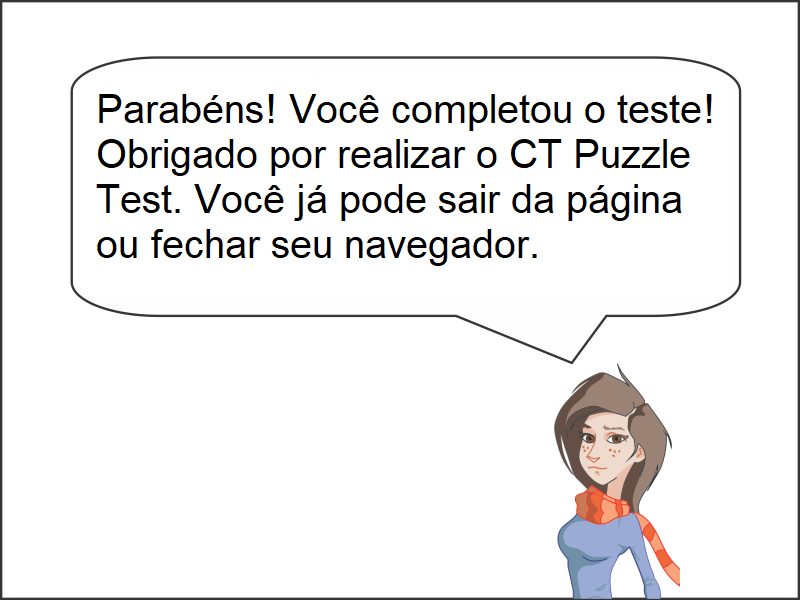 Parabéns! Você completou o teste!
Obrigado por realizar o CT Puzzle
Test. Você já pode sair da página
ou fechar seu navegador.